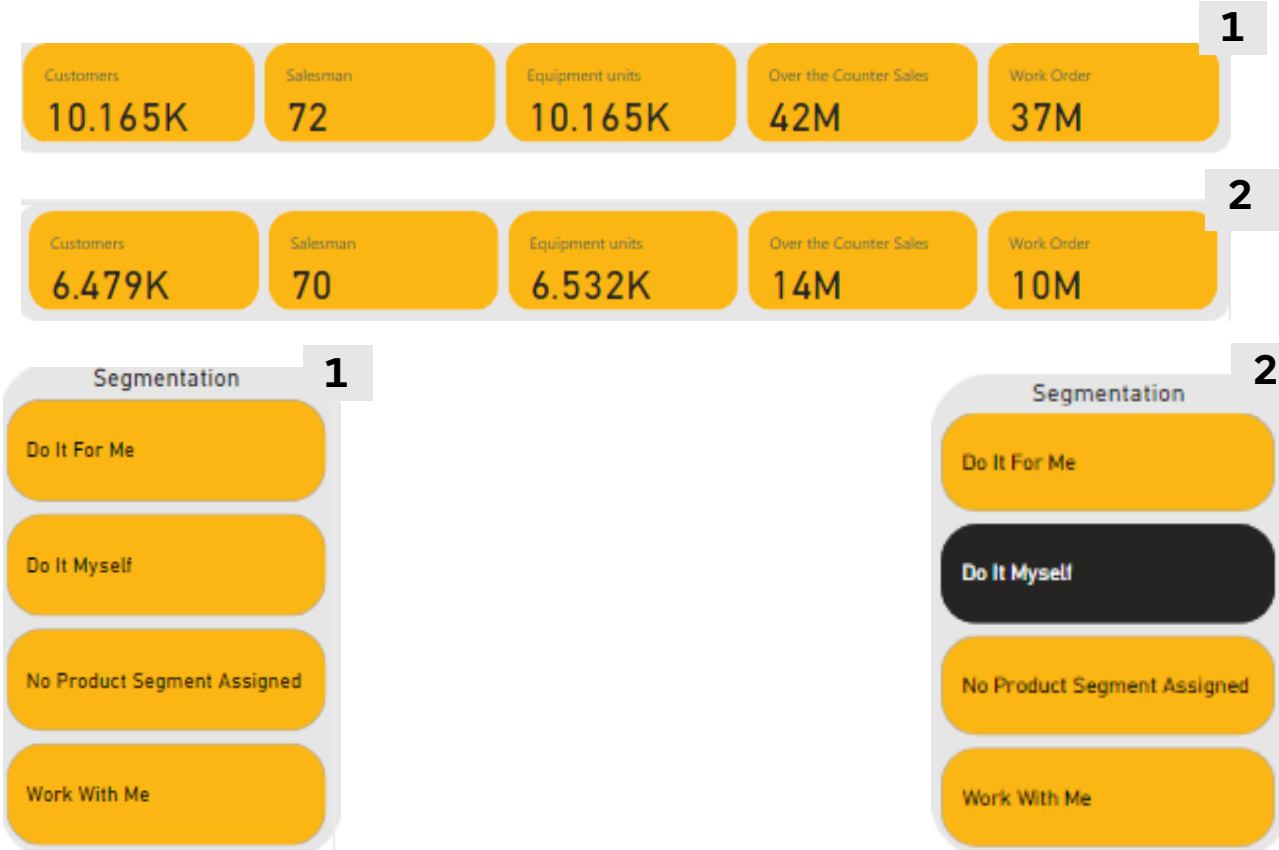 1
Customers
10.165K
Salesman
72
Equipment units
10.165K
Over the Counter Sales
42M
Work Order
37M
2
Customers
6.479K
Salesman
70
Equipment units
6.532K
Over the Counter Sales
14M
Work Order
10M
1
Segmentation
Do It For Me
Do It Myself
No Product Segment Assigned
Work With Me
2
Segmentation
Do It For Me
Do It Myself
No Product Segment Assigned
Work With Me